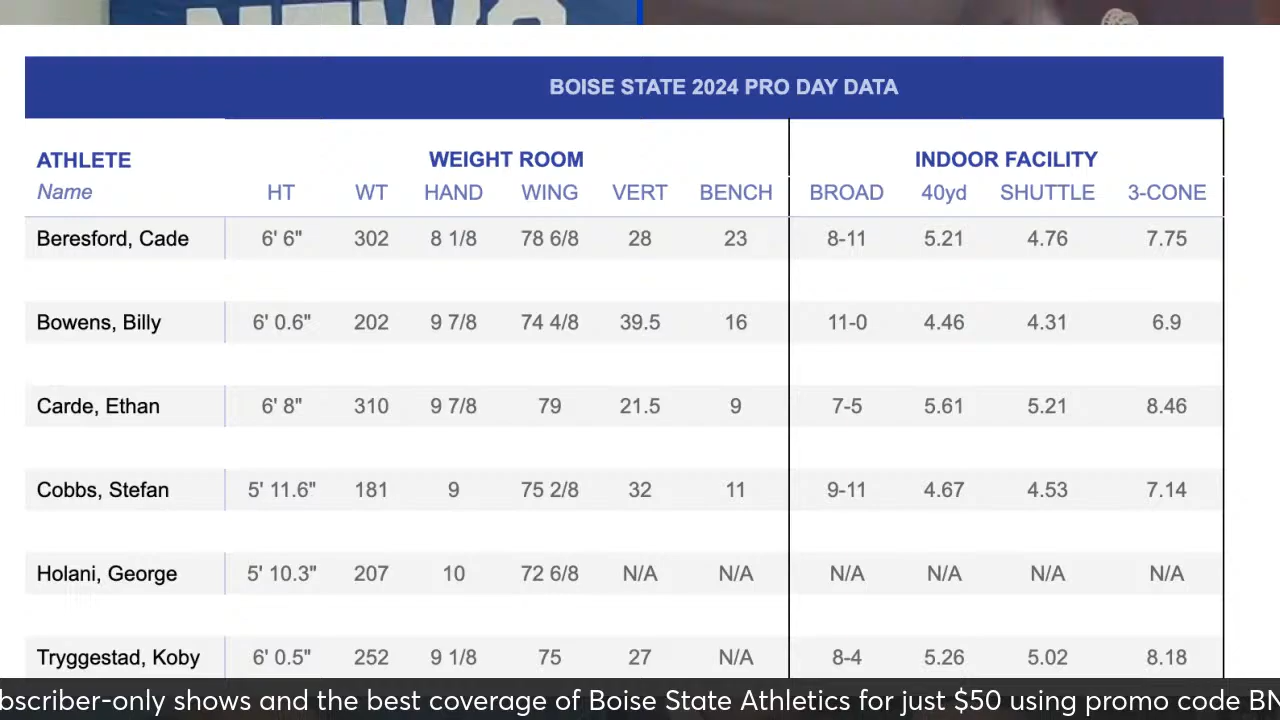 NEWS
BOISE STATE 2024 PRO DAY DATA
ATHLETE WEIGHT ROOM INDOOR FACILITY
Name HT WT HAND WING VERT BENCH BROAD 40yd SHUTTLE 3-CONE
Beresford, Cade 6' 6" 302 8 1/8 78 6/8 28 23 8-11 5.21 4.76 7.75
Bowens, Billy 6' 0.6" 202 9 7/8 74 4/8 39.5 16 11-0 4.46 4.31 6.9
Carde, Ethan 6' 8" 310 9 7/8 79 21.5 9 7-5 5.61 5.21 8.46
Cobbs, Stefan 5' 11.6" 181 9 75 2/8 32 11 9-11 4.67 4.53 7.14
Holani, George 5' 10.3" 207 10 72 6/8 N/A N/A N/A N/A N/A N/A
Tryggestad, Koby 6' 0.5" 252 9 1/8 75 27 N/A 8-4 5.26 5.02 8.18
bscriber-only shows and the best coverage of Boise State Athletics for just $50 using promo code BN